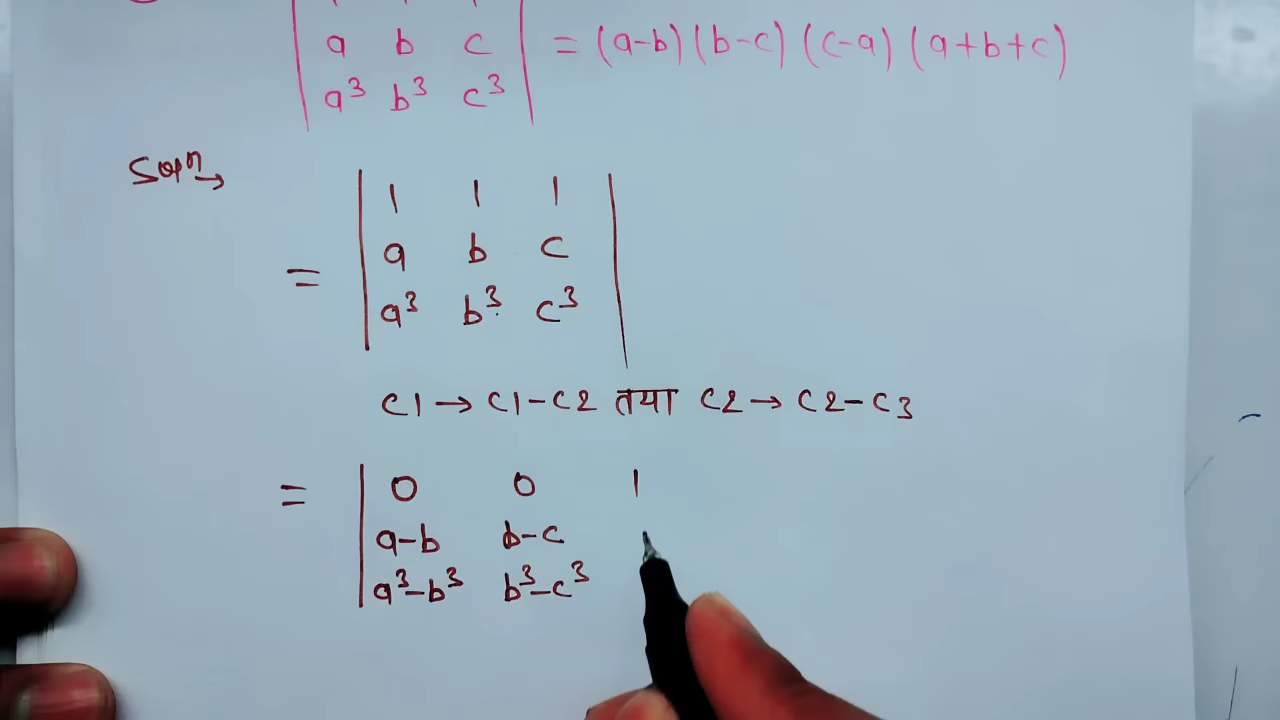 a b c = (a-b) (b-c) (c-a) (a+b+c)
a³ b³ c³
Solⁿ→
1 1 1
a b c
=
a³ b³ c³
C1 → C1-C2 तथा C2 → C2-C3
= 0 0 1
a-b b-c
a³-b³ b³-c³